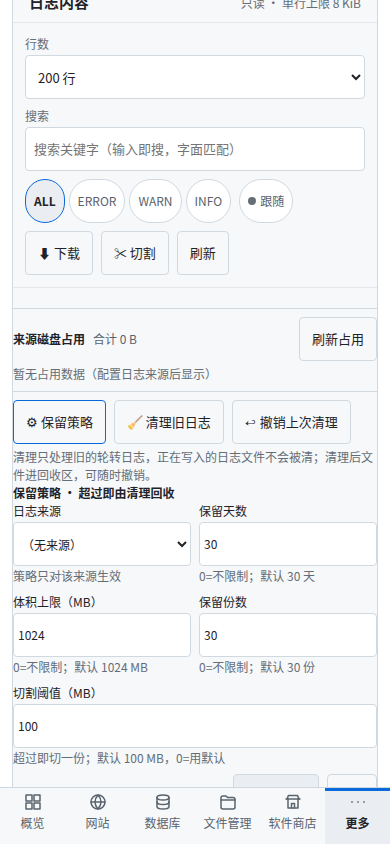 日志内容
只读 · 单行上限 8 KiB
行数
200 行
搜索
搜索关键字（输入即搜，字面匹配）
ALL ERROR WARN INFO 跟随
下载 切割 刷新
来源磁盘占用 合计 0 B
刷新占用
暂无占用数据（配置日志来源后显示）
保留策略 清理旧日志 撤销上次清理
清理只处理旧的轮转日志，正在写入的日志文件不会被清；清理后文
件进回收区，可随时撤销。
保留策略 · 超过即由清理回收
日志来源 保留天数
（无来源） 30
策略只对该来源生效 0=不限制；默认 30 天
体积上限（MB） 保留份数
1024 30
0=不限制；默认 1024 MB 0=不限制；默认 30 份
切割阈值（MB）
100
超过即切一份；默认 100 MB，0=用默认
概览 网站 数据库 文件管理 软件商店 更多